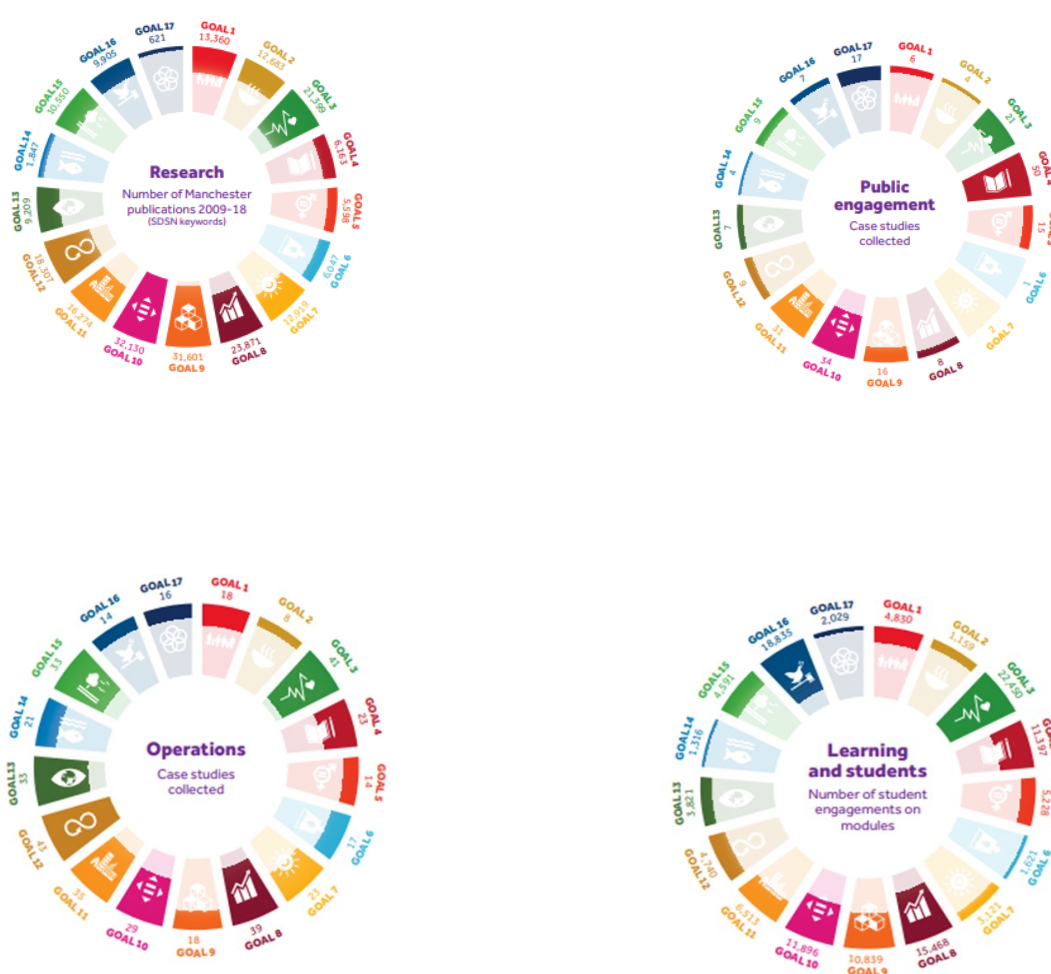 GOAL 1
13,360
GOAL 2
12,683
GOAL 3
21,399
GOAL 4
6,163
GOAL 5
5,598
GOAL 6
6,047
GOAL 7
12,919
GOAL 8
23,871
GOAL 9
31,601
GOAL 10
32,130
GOAL 11
16,274
GOAL 12
18,307
GOAL 13
9,209
GOAL 14
1,847
GOAL 15
10,550
GOAL 16
9,905
GOAL 17
621
Research
Number of Manchester
publications 2009-18
(SDSN keywords)
GOAL 1
6
GOAL 2
4
GOAL 3
21
GOAL 4
50
15
GOAL 6
1
GOAL 7
2
GOAL 8
8
GOAL 9
16
GOAL 10
34
GOAL 11
31
GOAL 12
9
GOAL 13
7
GOAL 14
4
GOAL 15
9
GOAL 16
7
GOAL 17
17
Public
engagement
Case studies
collected
GOAL 1
18
GOAL 2
8
GOAL 3
41
GOAL 4
23
GOAL 5
14
GOAL 6
17
GOAL 7
23
GOAL 8
39
GOAL 9
18
GOAL 10
29
GOAL 11
35
GOAL 12
43
GOAL 13
33
GOAL 14
21
GOAL 15
33
GOAL 16
14
GOAL 17
16
Operations
Case studies
collected
GOAL 1
4,830
GOAL 2
1,159
GOAL 3
22,450
11,397
5,228
GOAL 6
1,621
GOAL 7
3,121
GOAL 8
15,468
GOAL 9
10,839
GOAL 10
11,896
GOAL 11
6,513
GOAL 12
4,740
GOAL 13
3,821
GOAL 14
1,316
GOAL 15
4,591
GOAL 16
18,835
GOAL 17
2,029
Learning
and students
Number of student
engagements on
modules